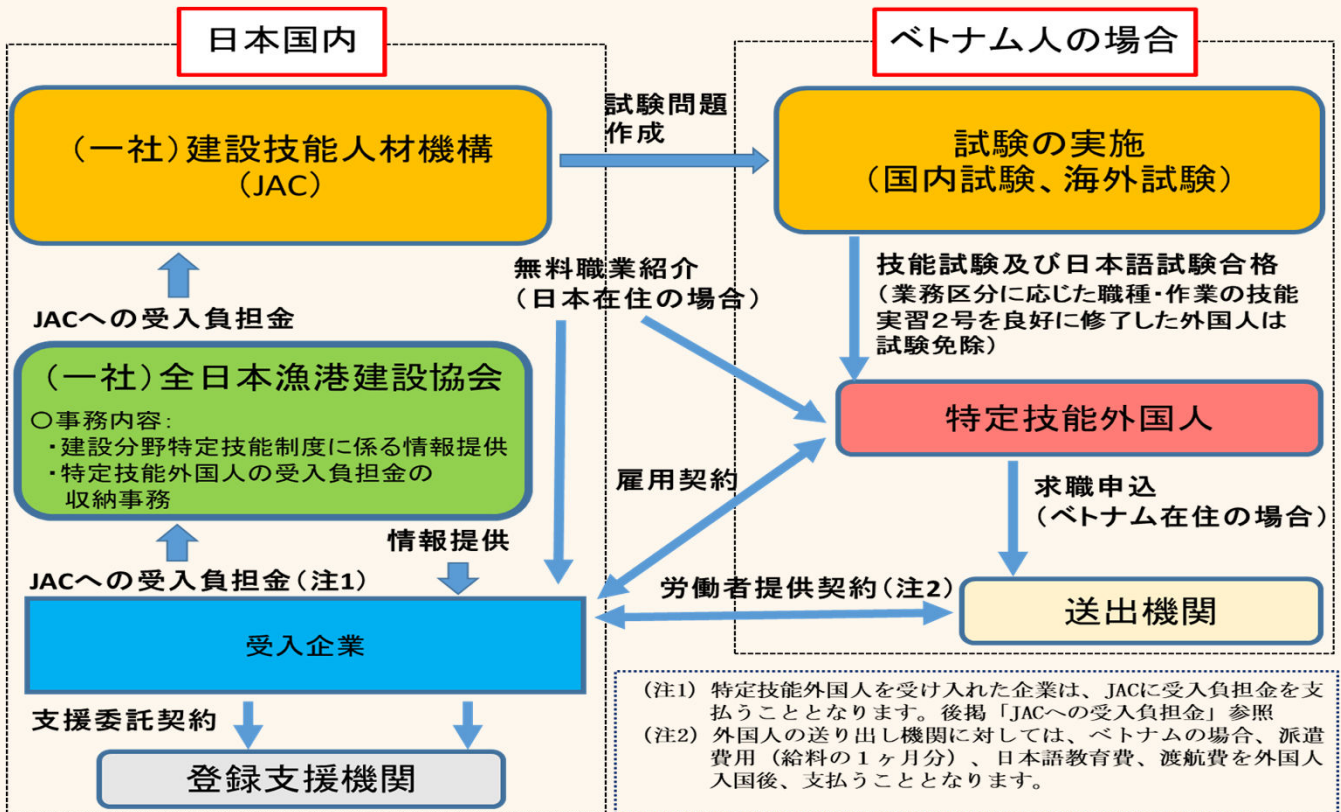 日本国内
(一社)建設技能人材機構
(JAC)
JACへの受入負担金
(一社)全日本漁港建設協会
○事務内容:
・建設分野特定技能制度に係る情報提供
・特定技能外国人の受入負担金の
収納事務
JACへの受入負担金(注1)
情報提供
受入企業
支援委託契約
登録支援機関
試験問題
作成
無料職業紹介
(日本在住の場合)
雇用契約
労働者提供契約(注2)
ベトナム人の場合
試験の実施
(国内試験、海外試験)
技能試験及び日本語試験合格
(業務区分に応じた職種・作業の技能
実習2号を良好に修了した外国人は
試験免除)
特定技能外国人
求職申込
(ベトナム在住の場合)
送出機関
(注1) 特定技能外国人を受け入れた企業は、JACに受入負担金を支
払うこととなります。後掲「JACへの受入負担金」参照
(注2) 外国人の送り出し機関に対しては、ベトナムの場合、派遣
費用(給料の1ヶ月分)、日本語教育費、渡航費を外国人
入国後、支払うこととなります。